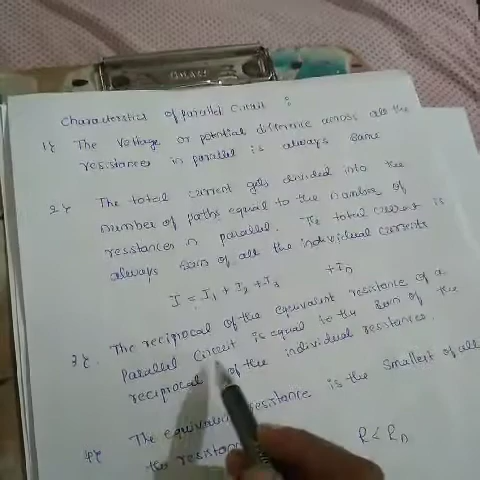 Characterstics of parallel Circuit :
1} The Voltage or potential difference across all the
resistances in parallel is always same
2} The total current gets divided into the
number of paths equal to the number of
resistances in parallel. The total current is
always sum of all the individual currents
I = I1 + I2 + I3 + In
3} The reciprocal of the equivalent resistance of a
Parallel Circuit is equal to the sum of the
reciprocal of the individual resistances.
4} The equivalent resistance is the smallest of all
the resistan
R < Rn